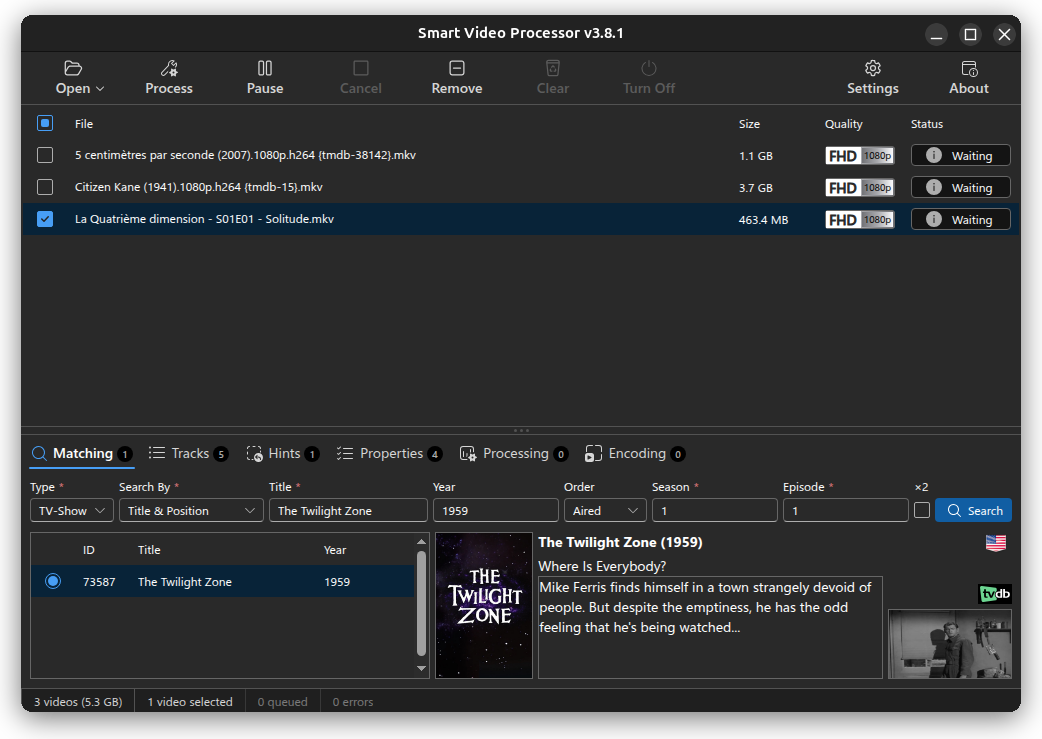 Smart Video Processor v3.8.1
Open Process Pause Cancel Remove Clear Turn Off Settings About
File Size Quality Status
5 centimètres par seconde (2007).1080p.h264 {tmdb-38142}.mkv 1.1 GB FHD 1080p Waiting
Citizen Kane (1941).1080p.h264 {tmdb-15}.mkv 3.7 GB FHD 1080p Waiting
La Quatrième dimension - S01E01 - Solitude.mkv 463.4 MB FHD 1080p Waiting
Matching 1 Tracks 5 Hints 1 Properties 4 Processing 0 Encoding 0
Type * Search By * Title * Year Order Season * Episode * ×2
TV-Show Title & Position The Twilight Zone 1959 Aired 1 1 Search
ID Title Year
73587 The Twilight Zone 1959
THE
TWILIGHT
ZONE
The Twilight Zone (1959)
Where Is Everybody?
Mike Ferris finds himself in a town strangely devoid of
people. But despite the emptiness, he has the odd
feeling that he's being watched...
tvdb
3 videos (5.3 GB) 1 video selected 0 queued 0 errors